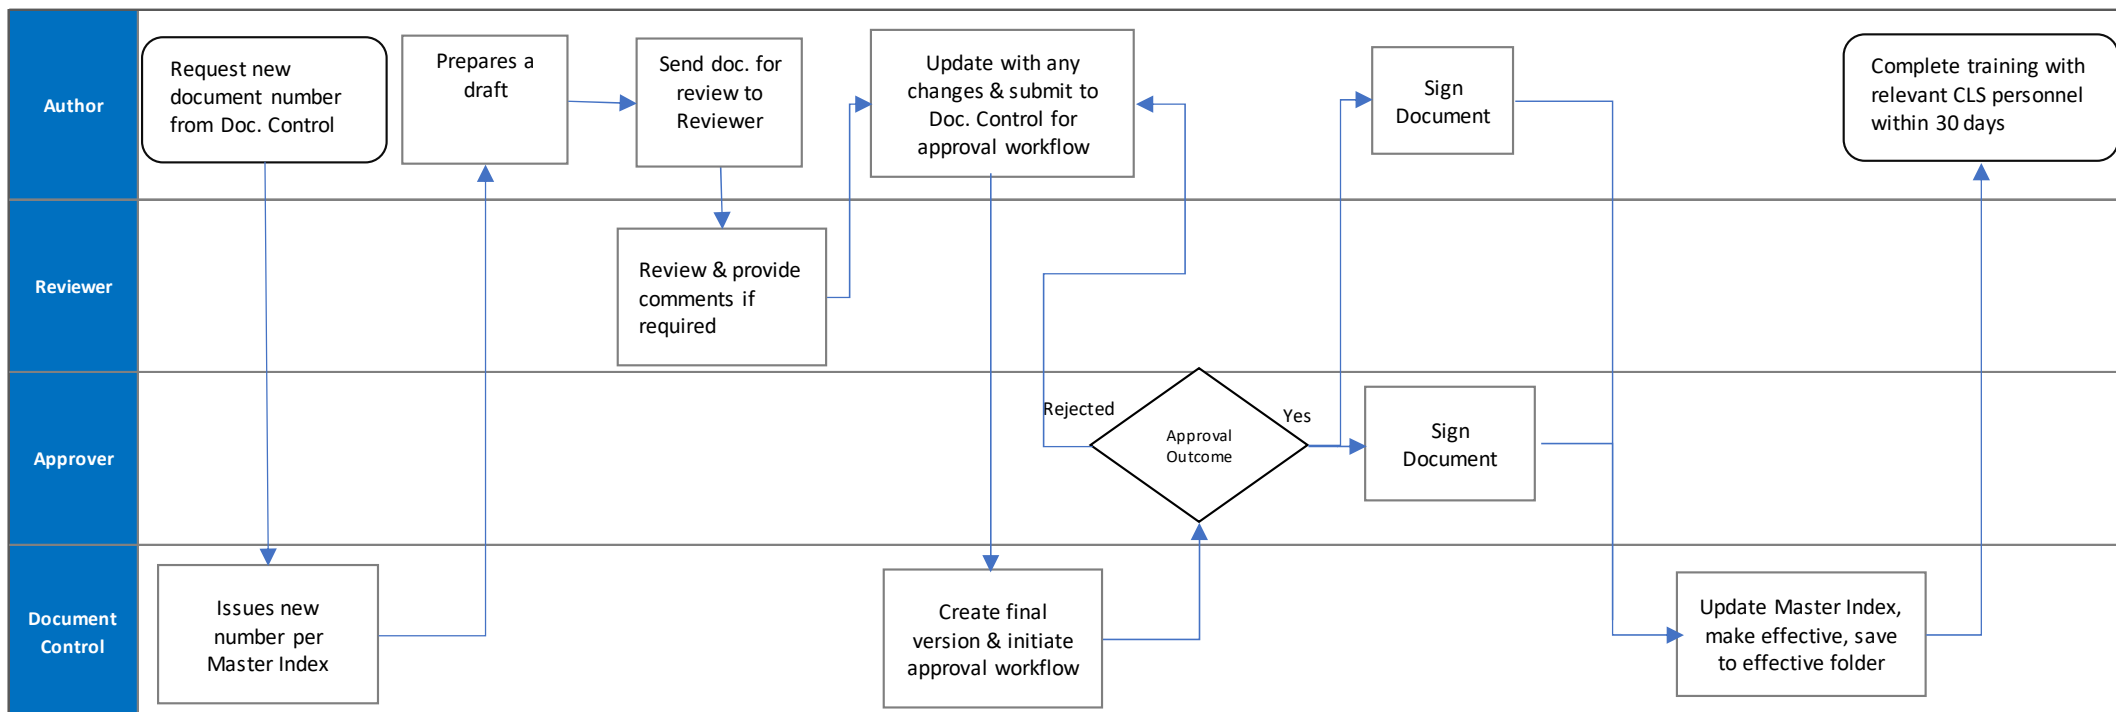 Author
Request new
document number
from Doc. Control
Prepares a
draft
Send doc. for
review to
Reviewer
Update with any
changes & submit to
Doc. Control for
approval workflow
Sign
Document
Complete training with
relevant CLS personnel
within 30 days
Reviewer
Review & provide
comments if
required
Approver
Rejected
Approval
Outcome
Yes
Sign
Document
Document
Control
Issues new
number per
Master Index
Create final
version & initiate
approval workflow
Update Master Index,
make effective, save
to effective folder